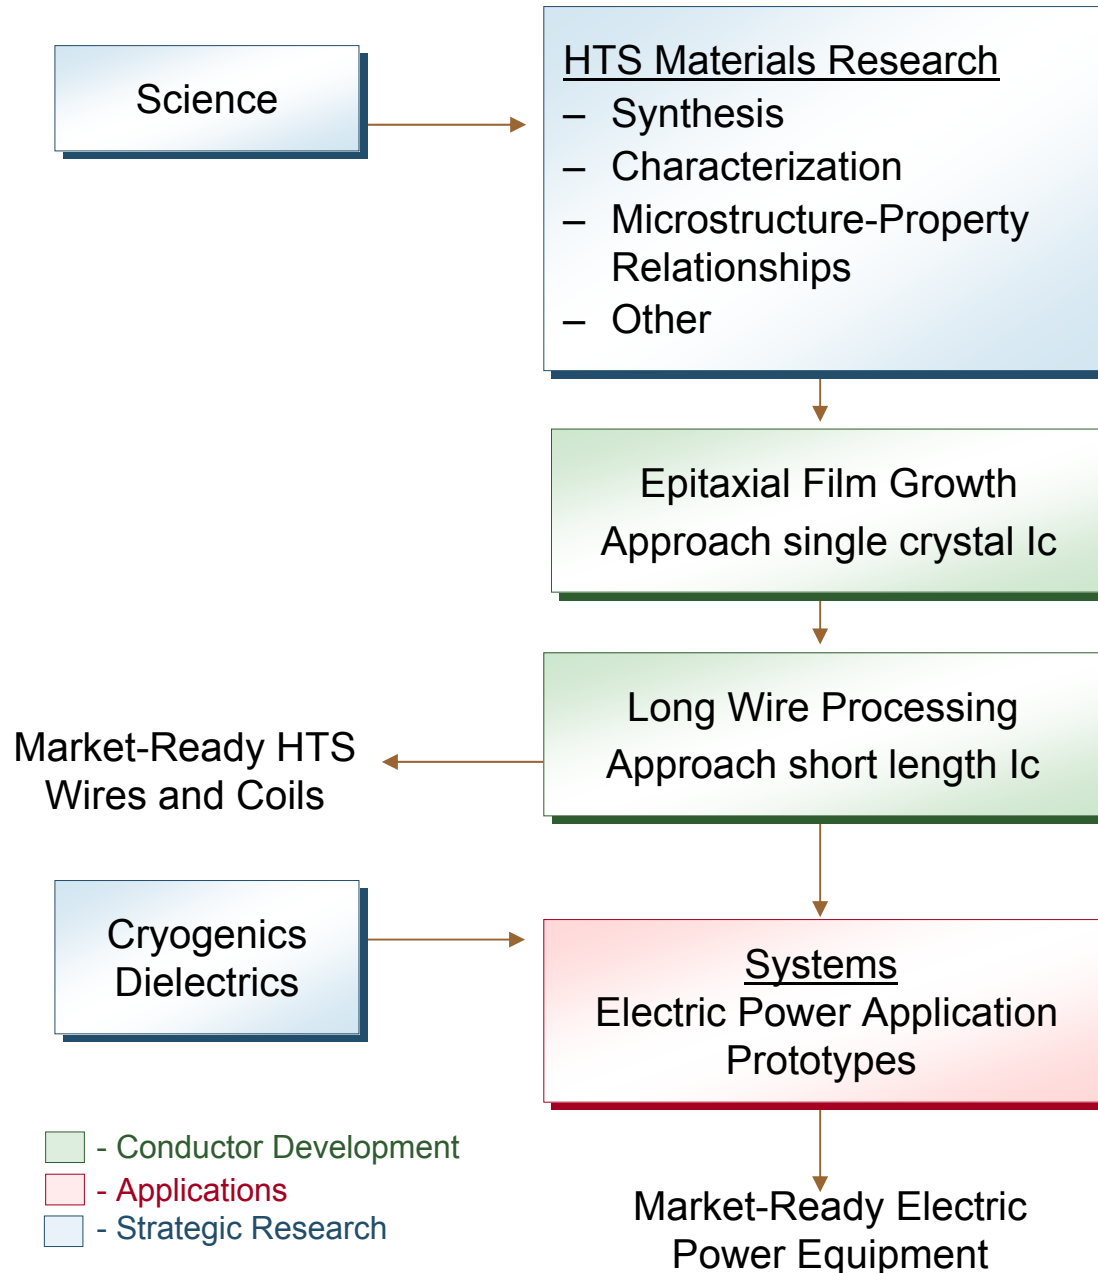 Science
HTS Materials Research
– Synthesis
– Characterization
– Microstructure-Property
Relationships
– Other
Epitaxial Film Growth
Approach single crystal Ic
Long Wire Processing
Approach short length Ic
Market-Ready HTS
Wires and Coils
Cryogenics
Dielectrics
Systems
Electric Power Application
Prototypes
- Conductor Development
- Applications
- Strategic Research
Market-Ready Electric
Power Equipment